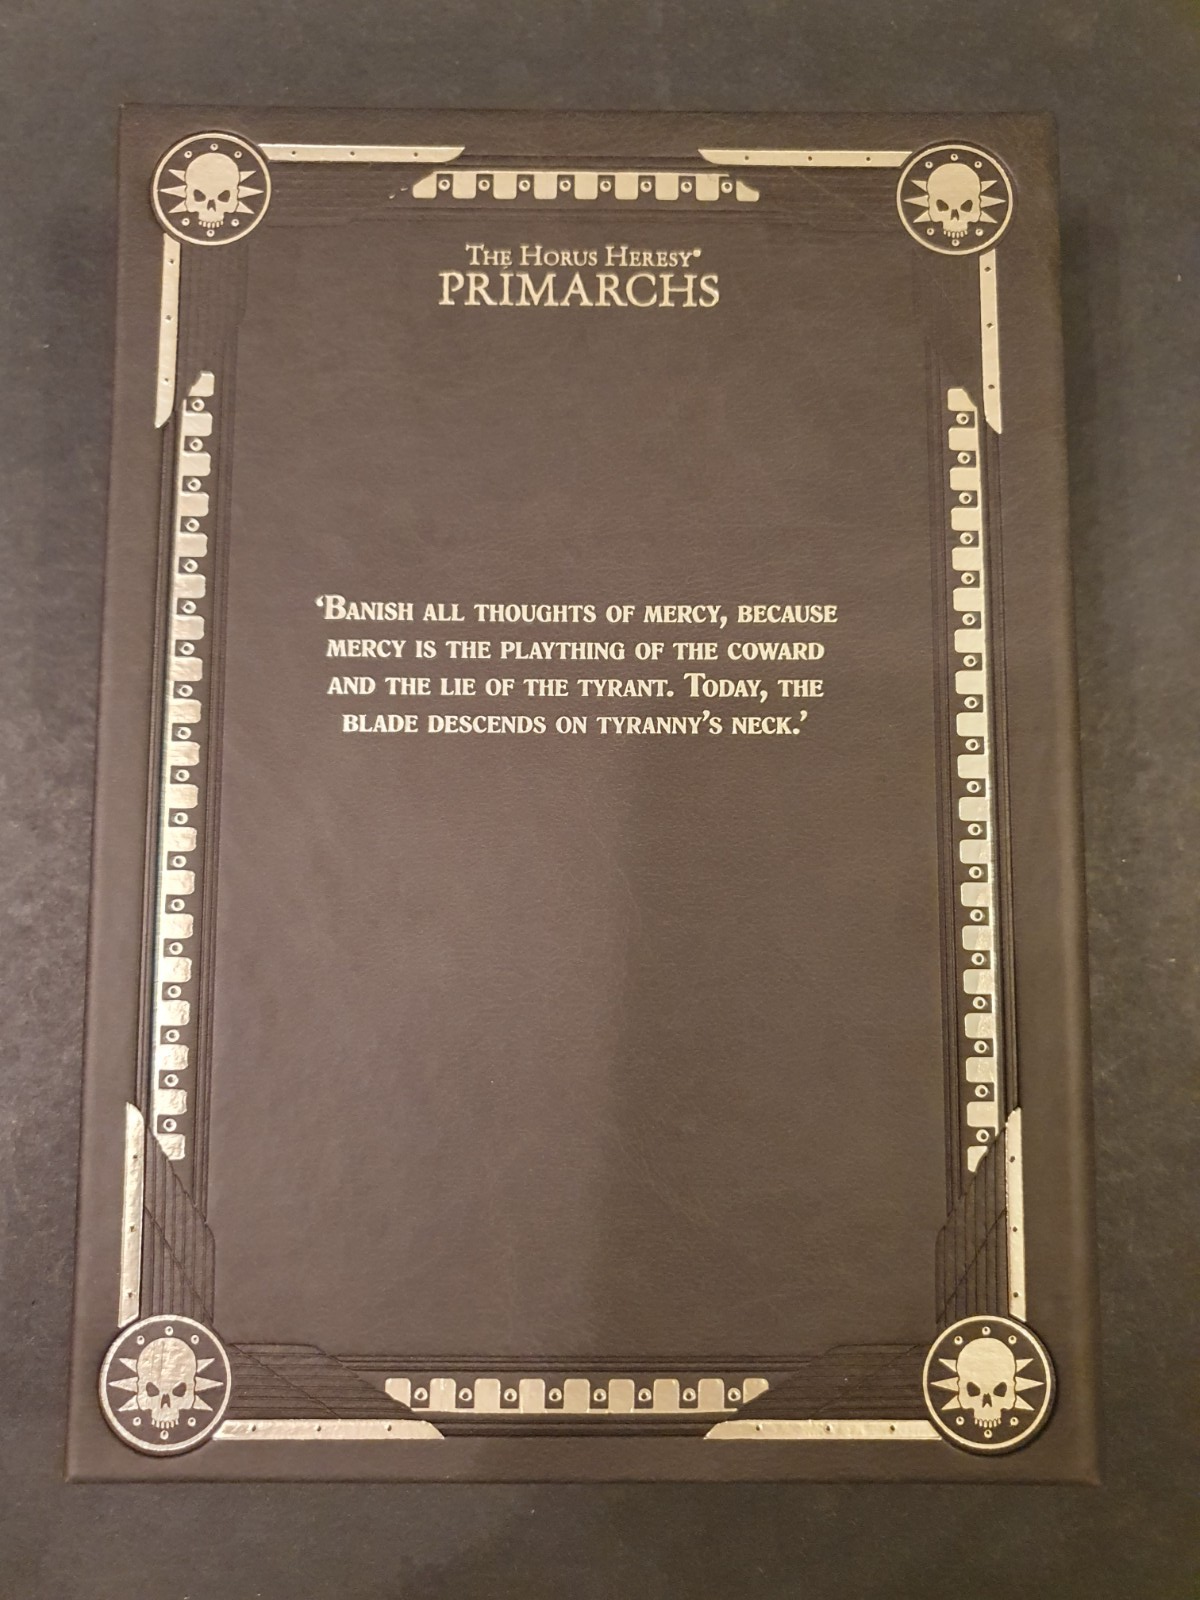 The Horus Heresy®
PRIMARCHS
‘Banish all thoughts of mercy, because
mercy is the plaything of the coward
and the lie of the tyrant. Today, the
blade descends on tyranny’s neck.’